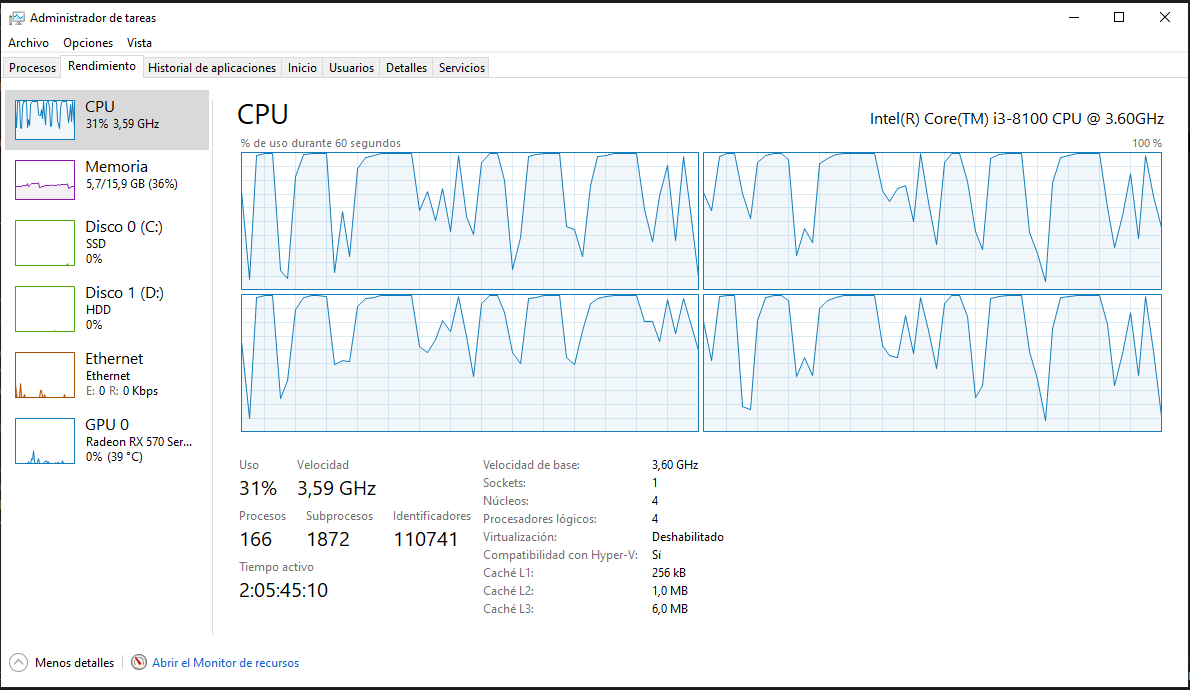 Administrador de tareas
Archivo Opciones Vista
Procesos Rendimiento Historial de aplicaciones Inicio Usuarios Detalles Servicios
CPU
31% 3,59 GHz
Memoria
5,7/15,9 GB (36%)
Disco 0 (C:)
SSD
0%
Disco 1 (D:)
HDD
0%
Ethernet
Ethernet
E: 0 R: 0 Kbps
GPU 0
Radeon RX 570 Ser...
0% (39 °C)
CPU
Intel(R) Core(TM) i3-8100 CPU @ 3.60GHz
% de uso durante 60 segundos 100 %
Uso Velocidad
31% 3,59 GHz
Procesos Subprocesos Identificadores
166 1872 110741
Tiempo activo
2:05:45:10
Velocidad de base: 3,60 GHz
Sockets: 1
Núcleos: 4
Procesadores lógicos: 4
Virtualización: Deshabilitado
Compatibilidad con Hyper-V: Sí
Caché L1: 256 kB
Caché L2: 1,0 MB
Caché L3: 6,0 MB
Menos detalles Abrir el Monitor de recursos